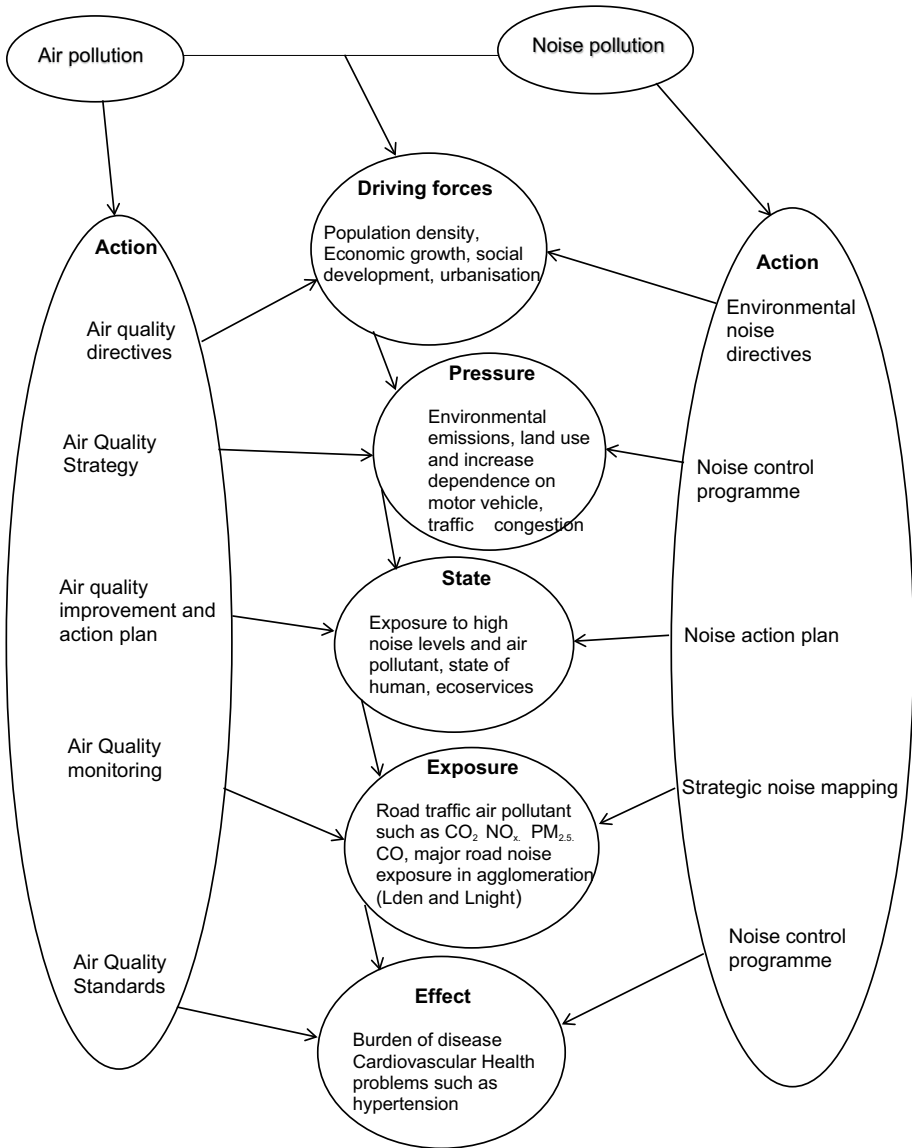 Air pollution
Noise pollution
Driving forces
Population density,
Economic growth, social
development, urbanisation
Action
Air quality
directives
Air Quality
Strategy
Air quality
improvement and
action plan
Air Quality
monitoring
Air Quality
Standards
Action
Environmental
noise
directives
Noise control
programme
Noise action plan
Strategic noise mapping
Noise control
programme
Pressure
Environmental
emissions, land use
and increase
dependence on
motor vehicle,
traffic congestion
State
Exposure to high
noise levels and air
pollutant, state of
human, ecoservices
Exposure
Road traffic air pollutant
such as CO₂ NOₓ. PM₂.₅.
CO, major road noise
exposure in agglomeration
(Lden and Lnight)
Effect
Burden of disease
Cardiovascular Health
problems such as
hypertension